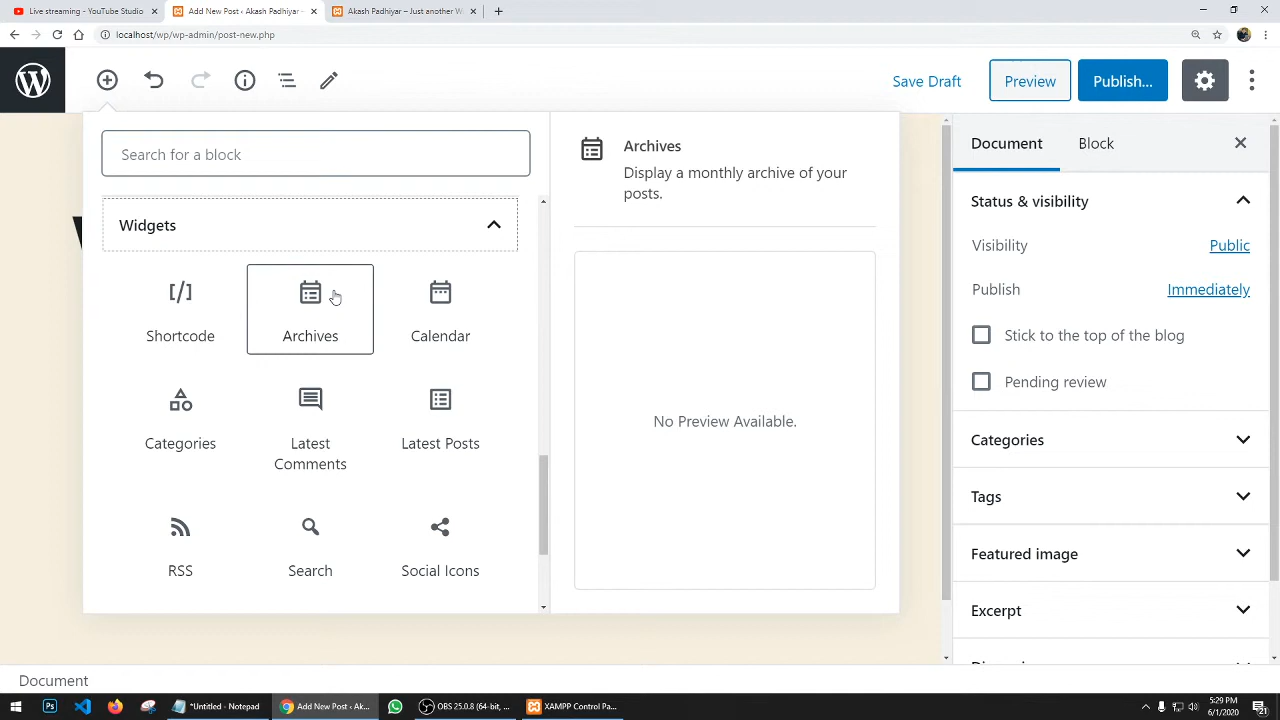 Live streaming - YouTube Studio
Add New Post ‹ Akash Padhiyar —
Akash Padhiyar – Just another W
localhost/wp/wp-admin/post-new.php
Save Draft
Preview
Publish...
Search for a block
Widgets
Shortcode
Archives
Calendar
Categories
Latest Comments
Latest Posts
RSS
Search
Social Icons
Archives
Display a monthly archive of your
posts.
No Preview Available.
Document
Block
Status & visibility
Visibility
Public
Publish
Immediately
Stick to the top of the blog
Pending review
Categories
Tags
Featured image
Excerpt
Document
*Untitled - Notepad
Add New Post ‹ Ak...
OBS 25.0.8 (64-bit, ...
XAMPP Control Pa...
5:29 PM
6/1/2020